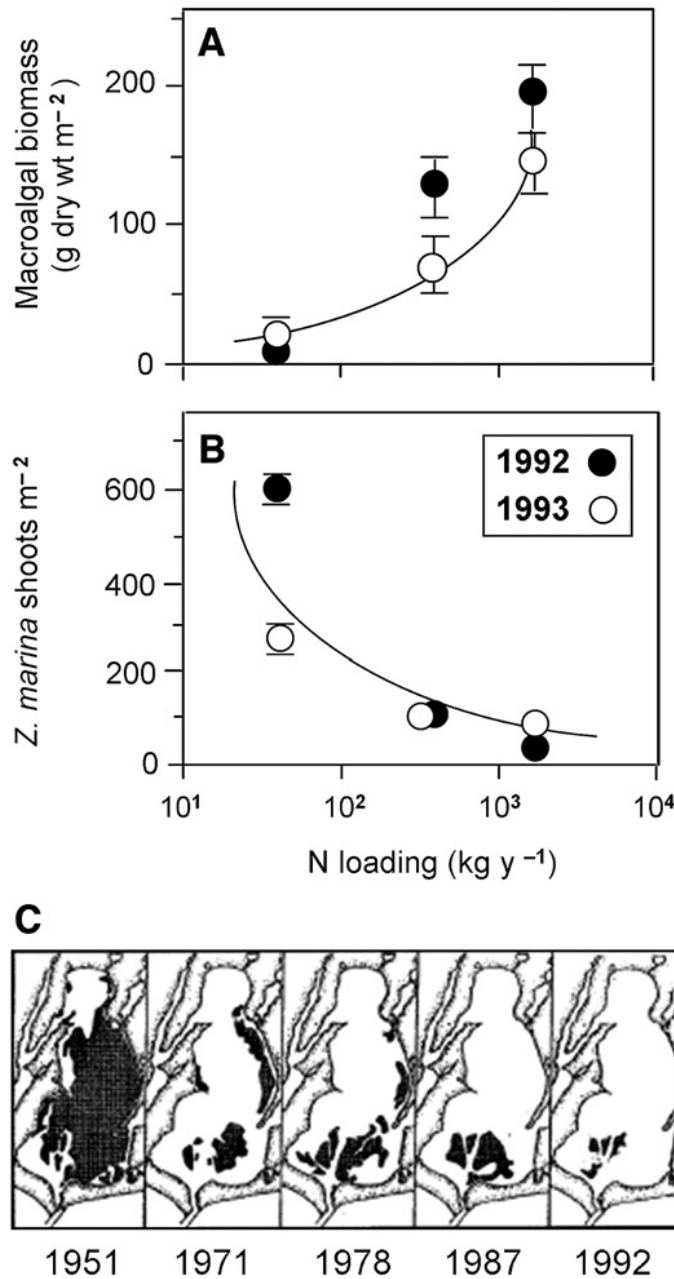 A
Macroalgal biomass
(g dry wt m⁻²)
200
100
0
B
1992
1993
Z. marina shoots m⁻²
600
400
200
0
10¹ 10² 10³ 10⁴
N loading (kg y⁻¹)
C
1951 1971 1978 1987 1992